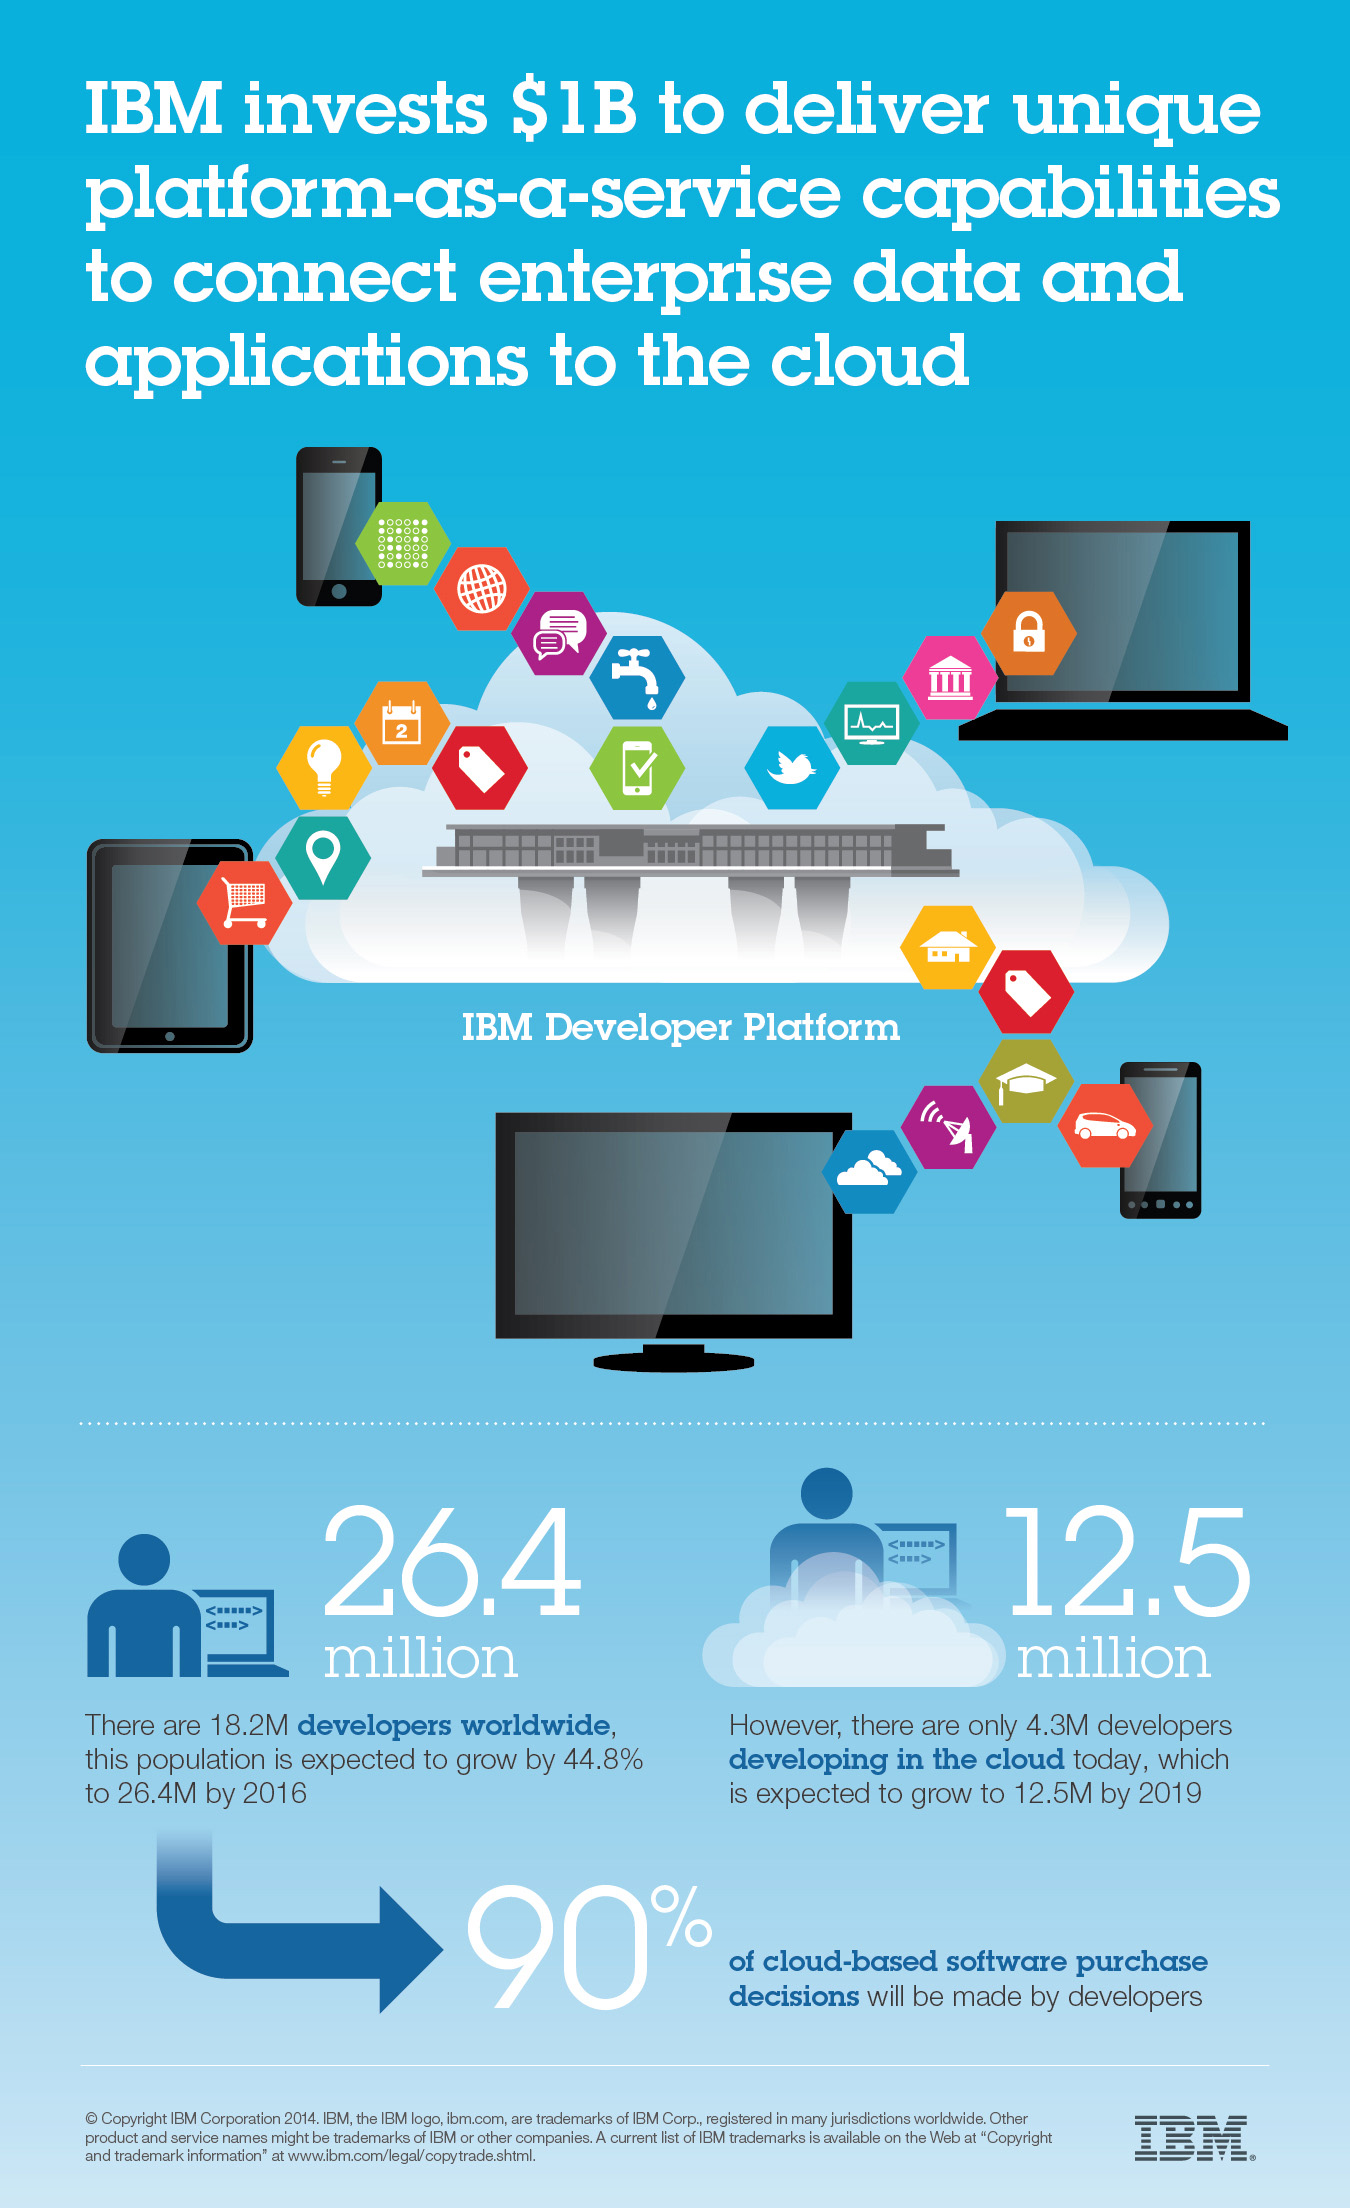 IBM invests $1B to deliver unique
platform-as-a-service capabilities
to connect enterprise data and
applications to the cloud
2
IBM Developer Platform
26.4
million
There are 18.2M developers worldwide,
this population is expected to grow by 44.8%
to 26.4M by 2016
12.5
million
However, there are only 4.3M developers
developing in the cloud today, which
is expected to grow to 12.5M by 2019
90%
of cloud-based software purchase
decisions will be made by developers
© Copyright IBM Corporation 2014. IBM, the IBM logo, ibm.com, are trademarks of IBM Corp., registered in many jurisdictions worldwide. Other
product and service names might be trademarks of IBM or other companies. A current list of IBM trademarks is available on the Web at “Copyright
and trademark information” at www.ibm.com/legal/copytrade.shtml.
IBM®